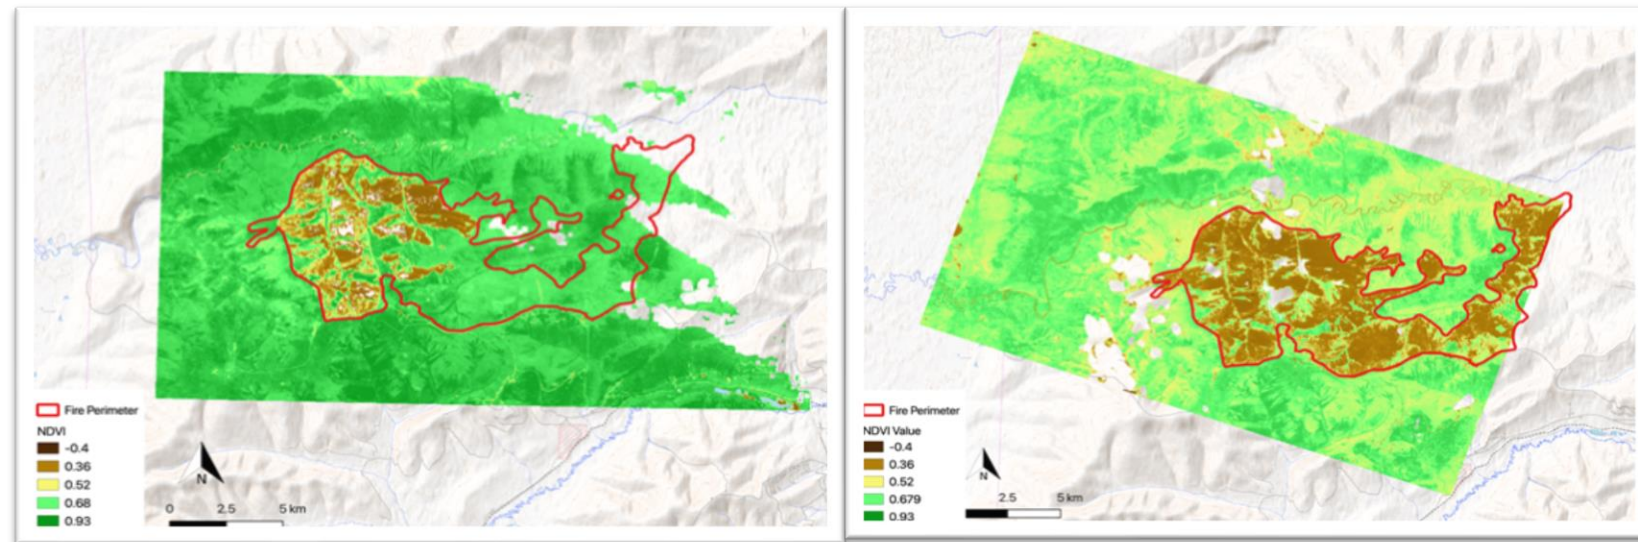 Fire Perimeter
NDVI
-0.4
0.36
0.52
0.68
0.93
N
0 2.5 5 km
Fire Perimeter
NDVI Value
-0.4
0.36
0.52
0.679
0.93
N
2.5 5 km